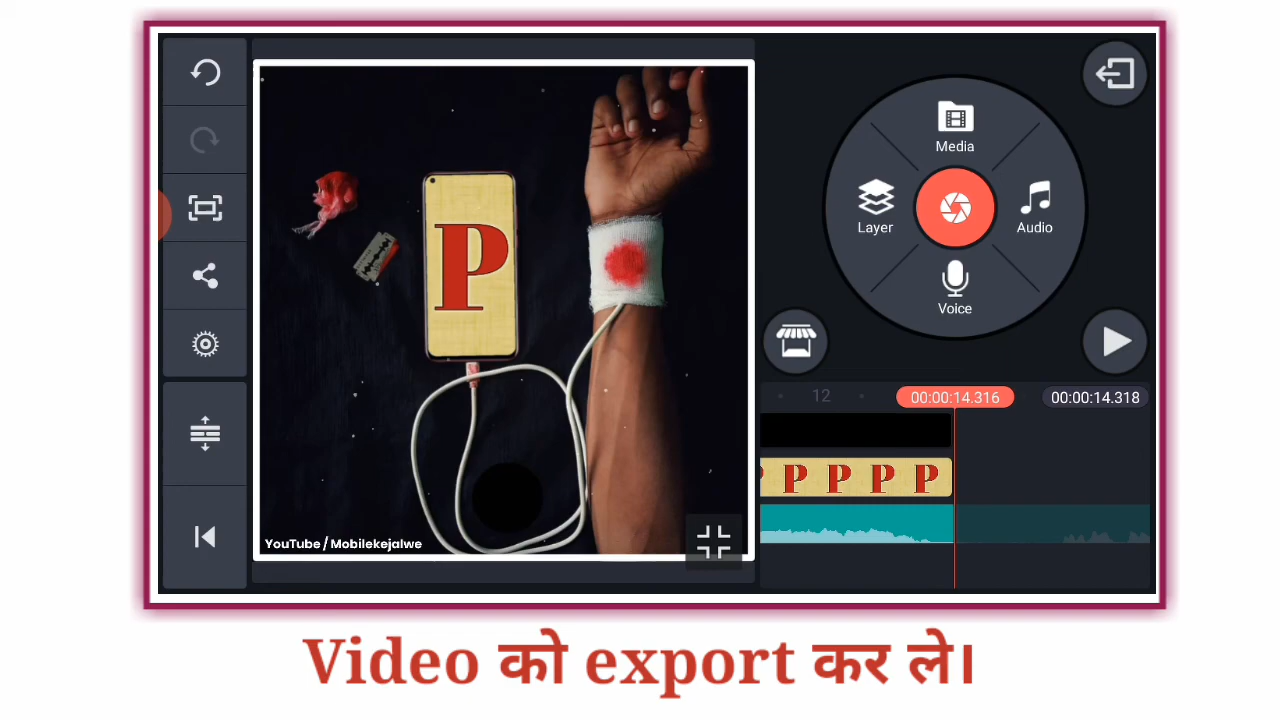 Media
Layer
Audio
Voice
P
12
00:00:14.316
00:00:14.318
P P P P
YouTube / Mobilekejalwe
Video को export कर ले।